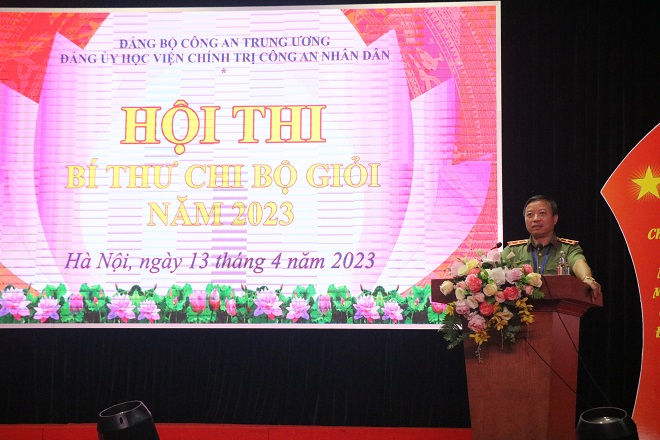 ĐẢNG BỘ CÔNG AN TRUNG ƯƠNG
ĐẢNG ỦY HỌC VIỆN CHÍNH TRỊ CÔNG AN NHÂN DÂN
*
HỘI THI
BÍ THƯ CHI BỘ GIỎI
NĂM 2023
Hà Nội, ngày 13 tháng 4 năm 2023